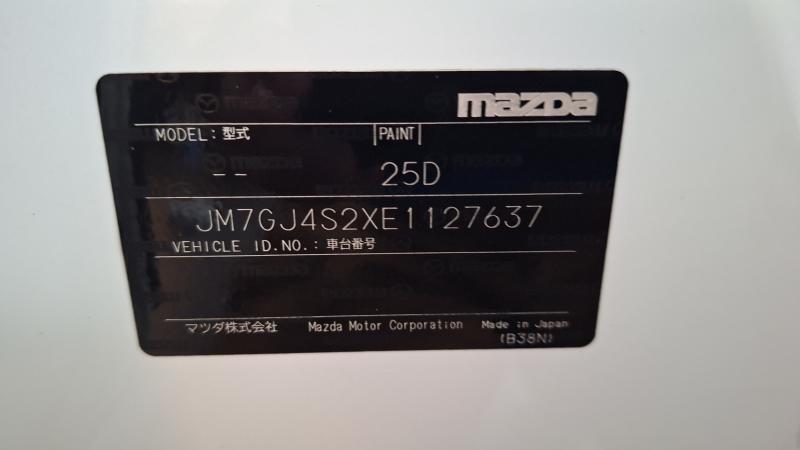 mazda
MODEL: 型式 PAINT
-- 25D
JM7GJ4S2XE1127637
VEHICLE ID.NO.: 車台番号
マツダ株式会社 Mazda Motor Corporation Made in Japan
(B38N)